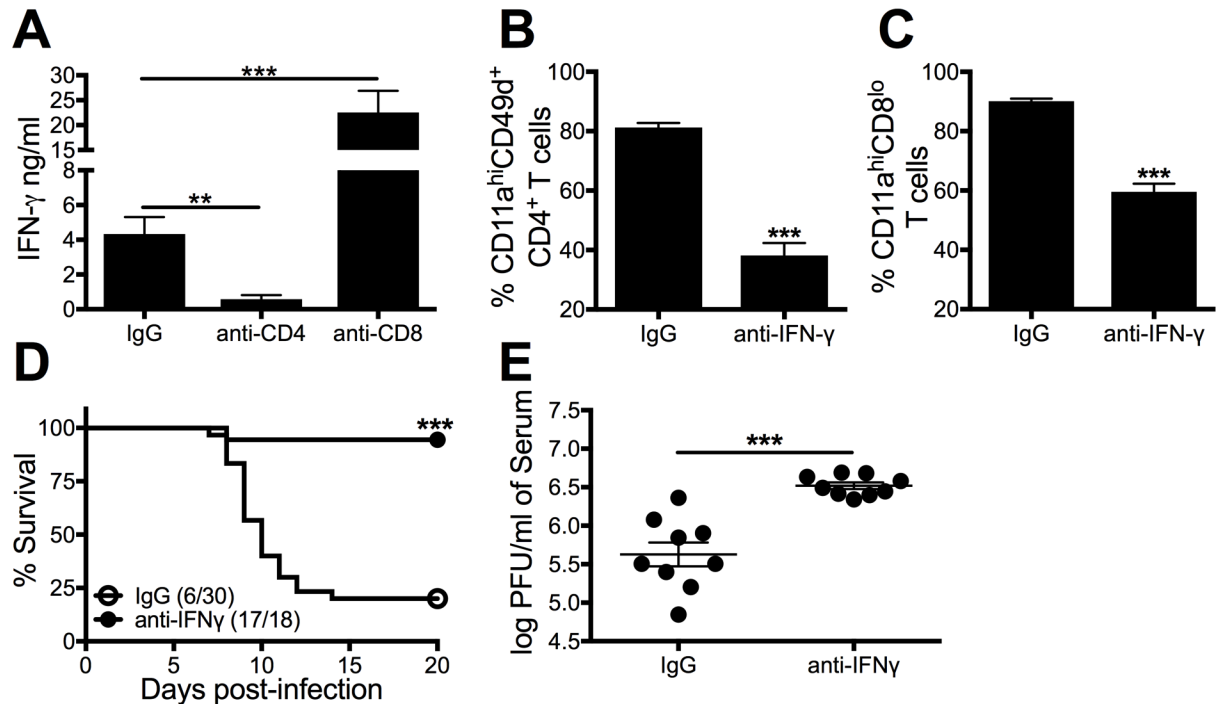 A
IFN-γ ng/ml
30
25
20
15
8
6
4
2
0
***
**
IgG
anti-CD4
anti-CD8
B
% CD11a^hiCD49d^+
CD4^+ T cells
100
80
60
40
20
***
IgG
anti-IFN-γ
C
% CD11a^hiCD8^lo
T cells
100
80
60
40
20
***
IgG
anti-IFN-γ
D
% Survival
100
75
50
25
0
***
IgG (6/30)
anti-IFNγ (17/18)
0
5
10
15
20
Days post-infection
E
log PFU/ml of Serum
7.5
7.0
6.5
6.0
5.5
5.0
4.5
***
IgG
anti-IFNγ